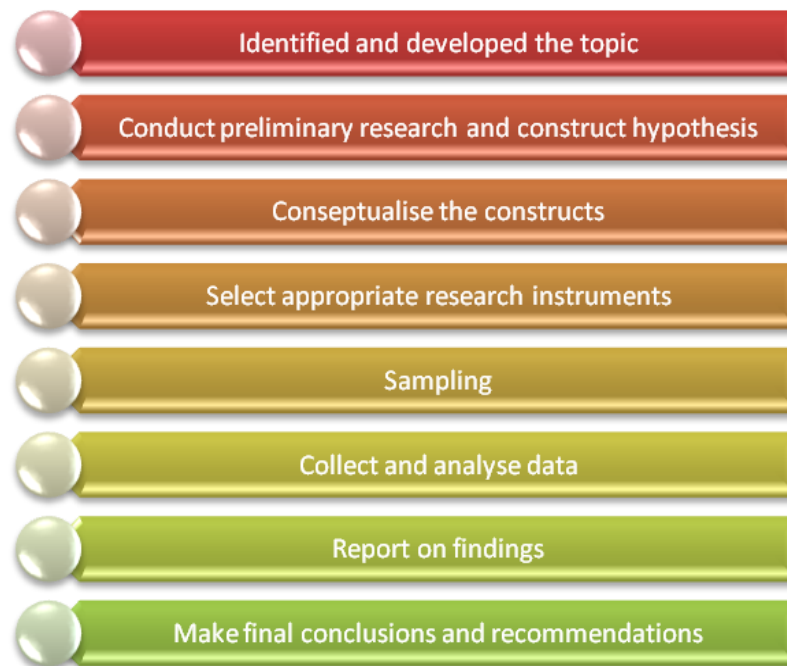 Identified and developed the topic
Conduct preliminary research and construct hypothesis
Conseptualise the constructs
Select appropriate research instruments
Sampling
Collect and analyse data
Report on findings
Make final conclusions and recommendations